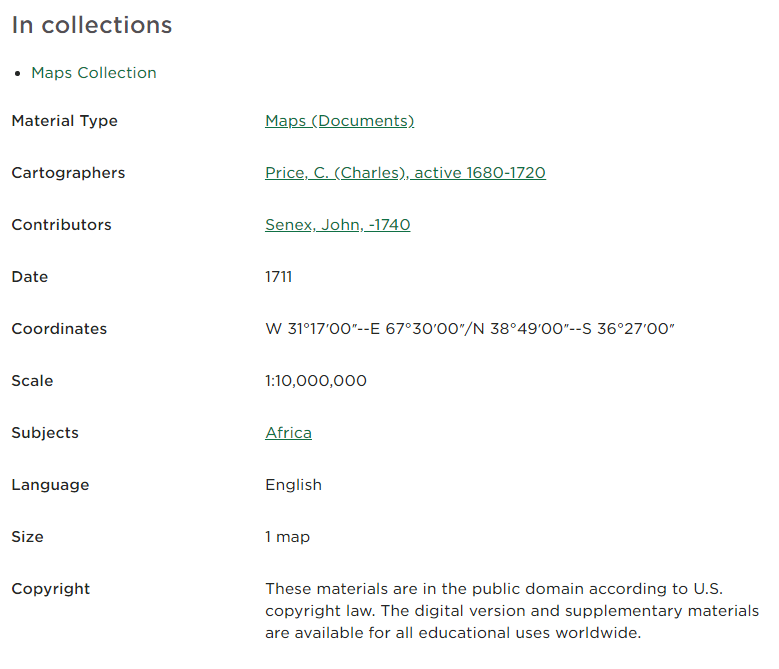 In collections
• Maps Collection
Material Type Maps (Documents)
Cartographers Price, C. (Charles), active 1680-1720
Contributors Senex, John, -1740
Date 1711
Coordinates W 31°17′00″--E 67°30′00″/N 38°49′00″--S 36°27′00″
Scale 1:10,000,000
Subjects Africa
Language English
Size 1 map
Copyright These materials are in the public domain according to U.S.
copyright law. The digital version and supplementary materials
are available for all educational uses worldwide.